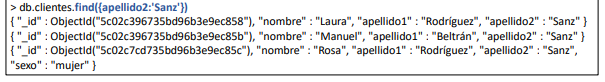 > db.clientes.find({apellido2:'Sanz'})
{ "_id" : ObjectId("5c02c396735bd96b3e9ec858"), "nombre" : "Laura", "apellido1" : "Rodríguez", "apellido2" : "Sanz" }
{ "_id" : ObjectId("5c02c396735bd96b3e9ec85b"), "nombre" : "Manuel", "apellido1" : "Beltrán", "apellido2" : "Sanz" }
{ "_id" : ObjectId("5c02c7cd735bd96b3e9ec85c"), "nombre" : "Rosa", "apellido1" : "Rodríguez", "apellido2" : "Sanz",
"sexo" : "mujer" }